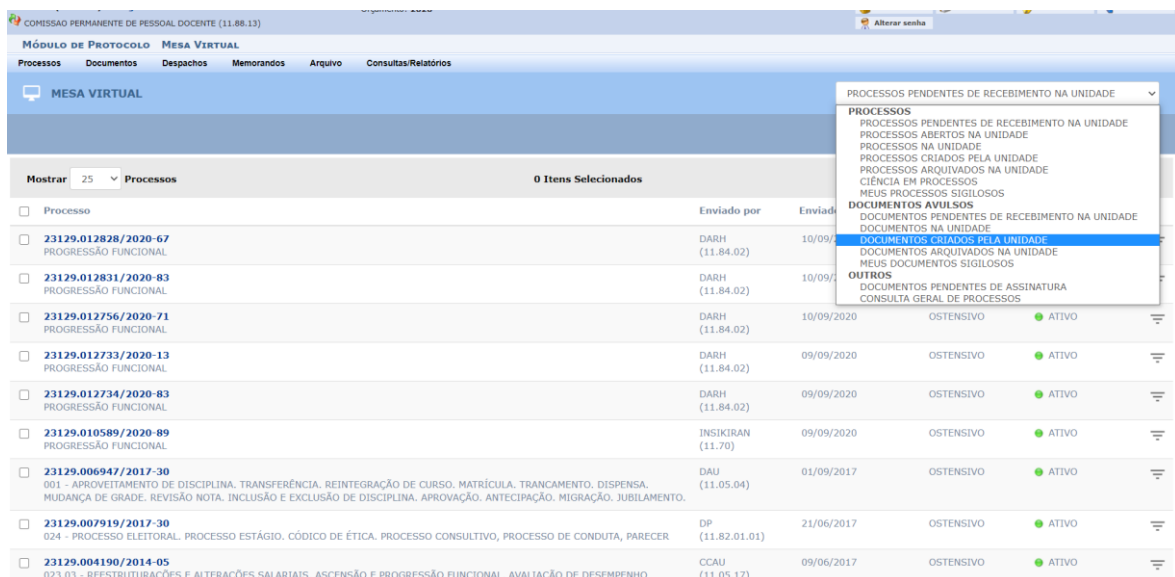 COMISSAO PERMANENTE DE PESSOAL DOCENTE (11.88.13)
Alterar senha
MÓDULO DE PROTOCOLO MESA VIRTUAL
Processos Documentos Despachos Memorandos Arquivo Consultas/Relatórios
MESA VIRTUAL
PROCESSOS PENDENTES DE RECEBIMENTO NA UNIDADE
PROCESSOS
PROCESSOS PENDENTES DE RECEBIMENTO NA UNIDADE
PROCESSOS ABERTOS NA UNIDADE
PROCESSOS NA UNIDADE
PROCESSOS CRIADOS PELA UNIDADE
PROCESSOS ARQUIVADOS NA UNIDADE
CIÊNCIA EM PROCESSOS
MEUS PROCESSOS SIGILOSOS
DOCUMENTOS AVULSOS
DOCUMENTOS PENDENTES DE RECEBIMENTO NA UNIDADE
DOCUMENTOS NA UNIDADE
DOCUMENTOS CRIADOS PELA UNIDADE
DOCUMENTOS ARQUIVADOS NA UNIDADE
MEUS DOCUMENTOS SIGILOSOS
OUTROS
DOCUMENTOS PENDENTES DE ASSINATURA
CONSULTA GERAL DE PROCESSOS
Mostrar 25 Processos 0 Itens Selecionados
Processo Enviado por
23129.012828/2020-67 DARH
PROGRESSÃO FUNCIONAL (11.84.02)
23129.012831/2020-83 DARH
PROGRESSÃO FUNCIONAL (11.84.02)
23129.012756/2020-71 DARH 10/09/2020 OSTENSIVO ATIVO
PROGRESSÃO FUNCIONAL (11.84.02)
23129.012733/2020-13 DARH 09/09/2020 OSTENSIVO ATIVO
PROGRESSÃO FUNCIONAL (11.84.02)
23129.012734/2020-83 DARH 09/09/2020 OSTENSIVO ATIVO
PROGRESSÃO FUNCIONAL (11.84.02)
23129.010589/2020-89 INSIKIRAN 09/09/2020 OSTENSIVO ATIVO
PROGRESSÃO FUNCIONAL (11.70)
23129.006947/2017-30 DAU 01/09/2017 OSTENSIVO ATIVO
001 - APROVEITAMENTO DE DISCIPLINA. TRANSFERÊNCIA. REINTEGRAÇÃO DE CURSO. MATRÍCULA. TRANCAMENTO. DISPENSA. (11.05.04)
MUDANÇA DE GRADE. REVISÃO NOTA. INCLUSÃO E EXCLUSÃO DE DISCIPLINA. APROVAÇÃO. ANTECIPAÇÃO. MIGRAÇÃO. JUBILAMENTO.
23129.007919/2017-30 DP 21/06/2017 OSTENSIVO ATIVO
024 - PROCESSO ELEITORAL. PROCESSO ESTÁGIO. CÓDICO DE ÉTICA. PROCESSO CONSULTIVO, PROCESSO DE CONDUTA, PARECER (11.82.01.01)
23129.004190/2014-05 CCAU 09/06/2017 OSTENSIVO ATIVO
023.03 - REESTRUTURAÇÕES E ALTERAÇÕES SALARIAIS. ASCENSÃO E PROGRESSÃO FUNCIONAL. AVALIAÇÃO DE DESEMPENHO (11.05.17)